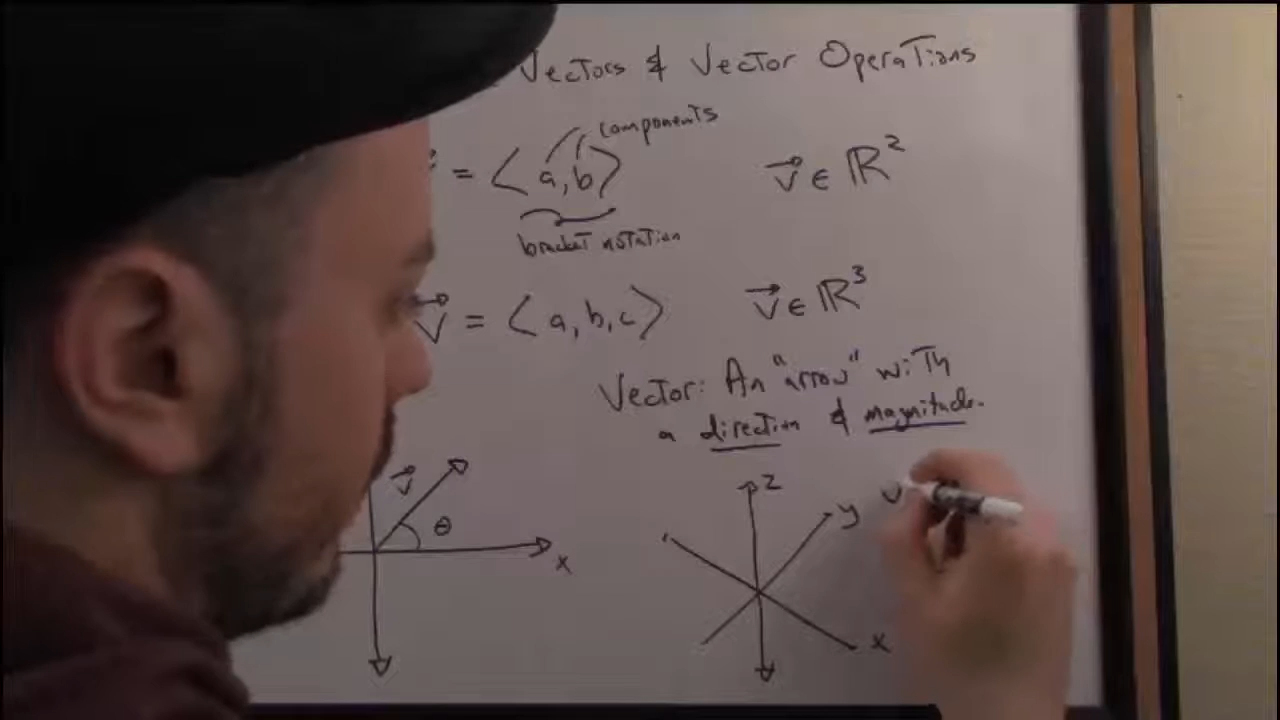 Vectors & Vector Operations
components
= ⟨a, b⟩
v⃗ ∈ ℝ²
bracket notation
v⃗ = ⟨a, b, c⟩
v⃗ ∈ ℝ³
Vector: An "arrow" with
a direction & magnitude.
v⃗
θ
x
z
y
x
v